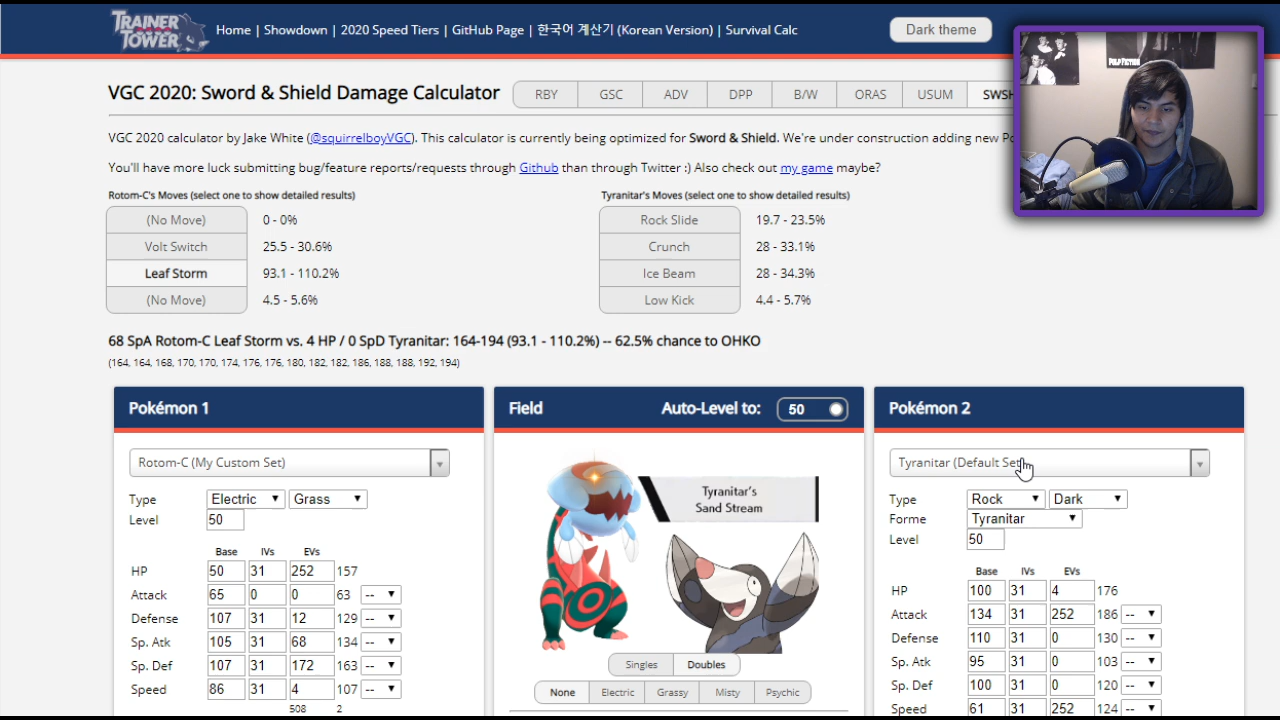 TRAINER
TOWER
Home | Showdown | 2020 Speed Tiers | GitHub Page | 한국어 계산기 (Korean Version) | Survival Calc
Dark theme
PULP FICTION
VGC 2020: Sword & Shield Damage Calculator
RBY GSC ADV DPP B/W ORAS USUM SWSH
VGC 2020 calculator by Jake White (@squirrelboyVGC). This calculator is currently being optimized for Sword & Shield. We're under construction adding new Po
You'll have more luck submitting bug/feature reports/requests through Github than through Twitter :) Also check out my game maybe?
Rotom-C's Moves (select one to show detailed results)
(No Move) 0 - 0%
Volt Switch 25.5 - 30.6%
Leaf Storm 93.1 - 110.2%
(No Move) 4.5 - 5.6%
Tyranitar's Moves (select one to show detailed results)
Rock Slide 19.7 - 23.5%
Crunch 28 - 33.1%
Ice Beam 28 - 34.3%
Low Kick 4.4 - 5.7%
68 SpA Rotom-C Leaf Storm vs. 4 HP / 0 SpD Tyranitar: 164-194 (93.1 - 110.2%) -- 62.5% chance to OHKO
(164, 164, 168, 170, 170, 174, 176, 176, 180, 182, 182, 186, 188, 188, 192, 194)
Pokémon 1
Rotom-C (My Custom Set)
Type Electric Grass
Level 50
Base IVs EVs
HP 50 31 252 157
Attack 65 0 0 63 --
Defense 107 31 12 129 --
Sp. Atk 105 31 68 134 --
Sp. Def 107 31 172 163 --
Speed 86 31 4 107 --
508 2
Field Auto-Level to: 50
Tyranitar's
Sand Stream
Singles Doubles
None Electric Grassy Misty Psychic
Pokémon 2
Tyranitar (Default Set)
Type Rock Dark
Forme Tyranitar
Level 50
Base IVs EVs
HP 100 31 4 176
Attack 134 31 252 186 --
Defense 110 31 0 130 --
Sp. Atk 95 31 0 103 --
Sp. Def 100 31 0 120 --
Speed 61 31 252 124 --